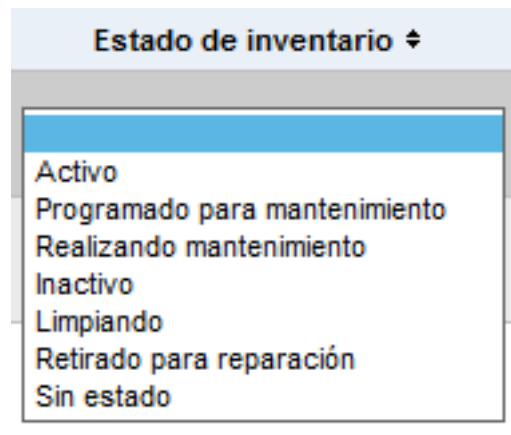 Estado de inventario
Activo
Programado para mantenimiento
Realizando mantenimiento
Inactivo
Limpiando
Retirado para reparación
Sin estado